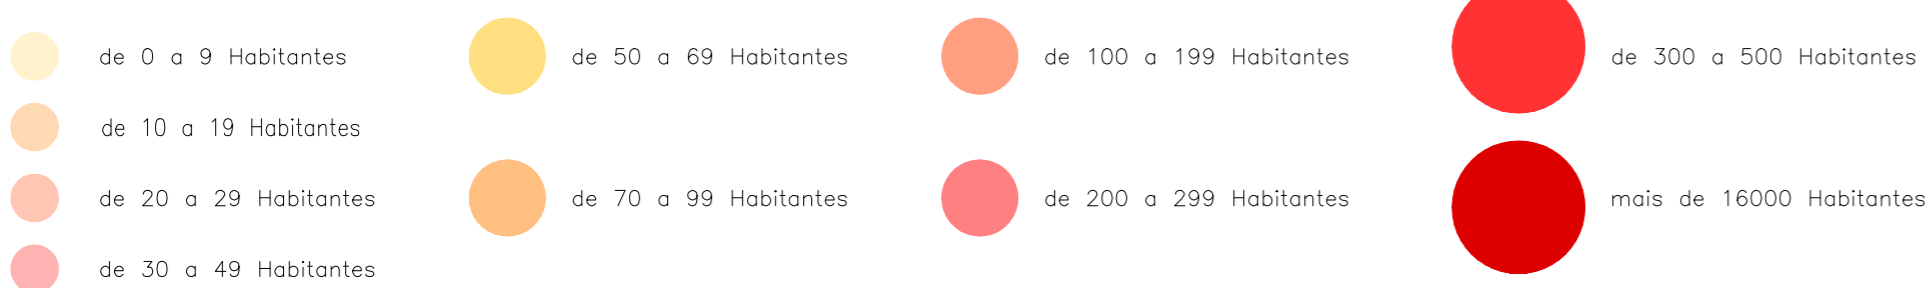 de 0 a 9 Habitantes
de 10 a 19 Habitantes
de 20 a 29 Habitantes
de 30 a 49 Habitantes
de 50 a 69 Habitantes
de 70 a 99 Habitantes
de 100 a 199 Habitantes
de 200 a 299 Habitantes
de 300 a 500 Habitantes
mais de 16000 Habitantes